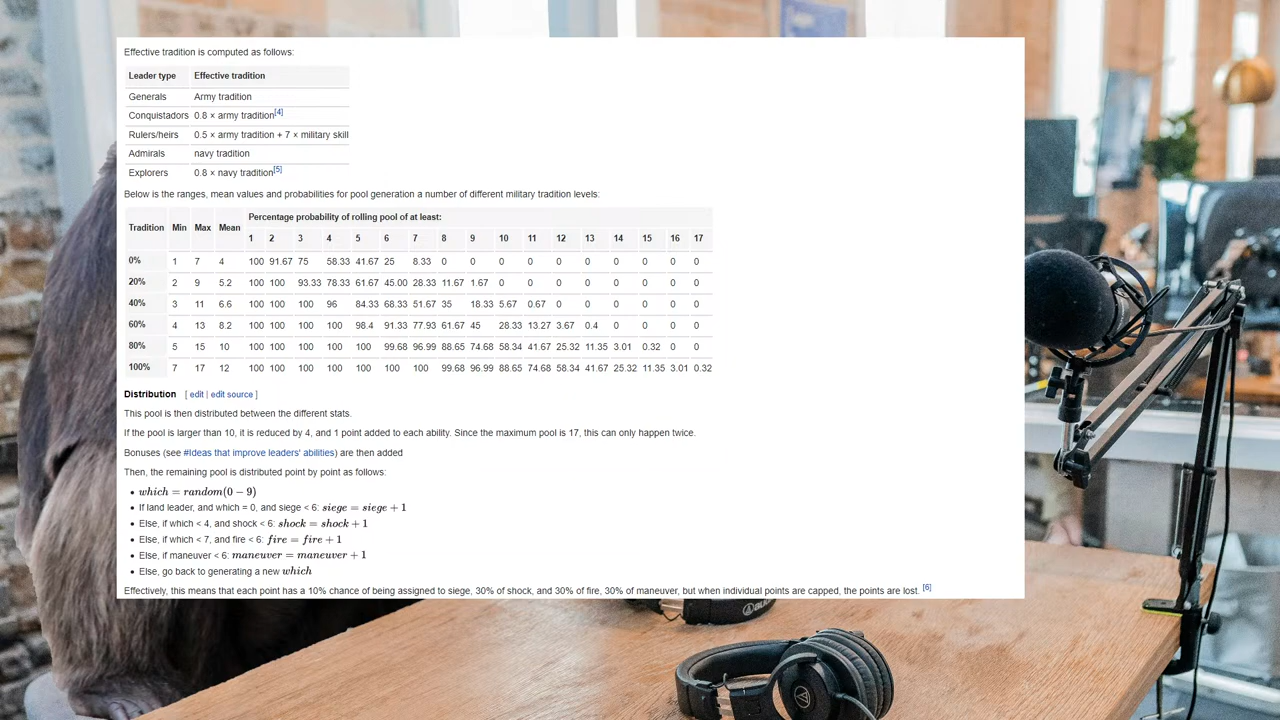 Effective tradition is computed as follows:
Leader type Effective tradition
Generals Army tradition
Conquistadors 0.8 × army tradition[4]
Rulers/heirs 0.5 × army tradition + 7 × military skill
Admirals navy tradition
Explorers 0.8 × navy tradition[5]
Below is the ranges, mean values and probabilities for pool generation a number of different military tradition levels:
Tradition Min Max Mean Percentage probability of rolling pool of at least:
1 2 3 4 5 6 7 8 9 10 11 12 13 14 15 16 17
0% 1 7 4 100 91.67 75 58.33 41.67 25 8.33 0 0 0 0 0 0 0 0 0 0
20% 2 9 5.2 100 100 93.33 78.33 61.67 45.00 28.33 11.67 1.67 0 0 0 0 0 0 0 0
40% 3 11 6.6 100 100 100 96 84.33 68.33 51.67 35 18.33 5.67 0.67 0 0 0 0 0 0
60% 4 13 8.2 100 100 100 100 98.4 91.33 77.93 61.67 45 28.33 13.27 3.67 0.4 0 0 0 0
80% 5 15 10 100 100 100 100 100 99.68 96.99 88.65 74.68 58.34 41.67 25.32 11.35 3.01 0.32 0 0
100% 7 17 12 100 100 100 100 100 100 100 99.68 96.99 88.65 74.68 58.34 41.67 25.32 11.35 3.01 0.32
Distribution [ edit | edit source ]
This pool is then distributed between the different stats.
If the pool is larger than 10, it is reduced by 4, and 1 point added to each ability. Since the maximum pool is 17, this can only happen twice.
Bonuses (see #Ideas that improve leaders' abilities) are then added
Then, the remaining pool is distributed point by point as follows:
• which = random(0 − 9)
• If land leader, and which = 0, and siege < 6: siege = siege + 1
• Else, if which < 4, and shock < 6: shock = shock + 1
• Else, if which < 7, and fire < 6: fire = fire + 1
• Else, if maneuver < 6: maneuver = maneuver + 1
• Else, go back to generating a new which
Effectively, this means that each point has a 10% chance of being assigned to siege, 30% of shock, and 30% of fire, 30% of maneuver, but when individual points are capped, the points are lost. [6]